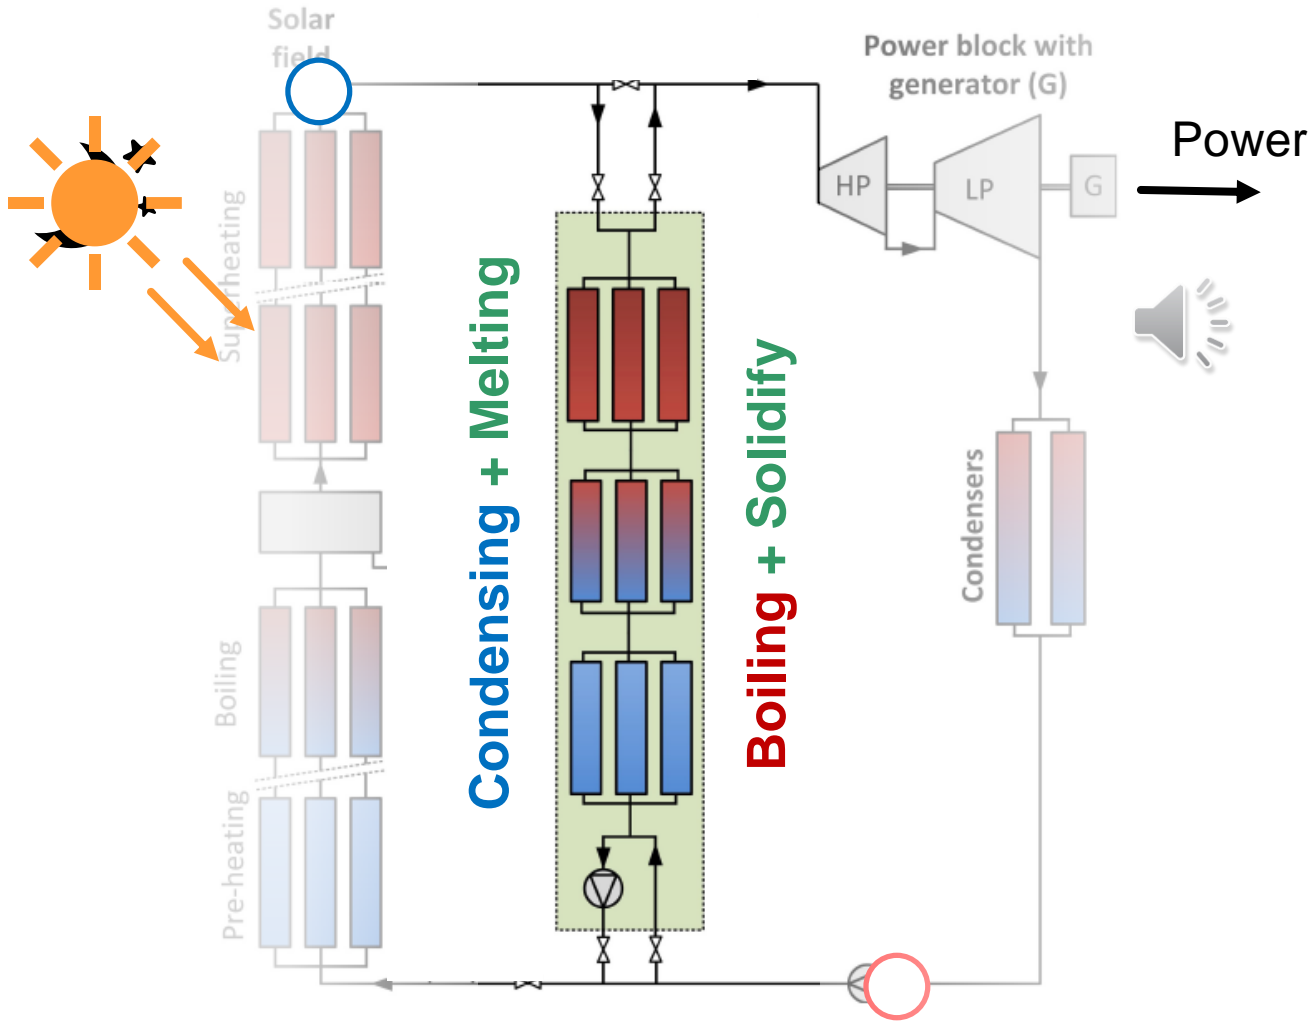 Solar
field
Power block with
generator (G)
Power
HP
LP
G
Superheating
Condensing + Melting
Boiling + Solidify
Condensers
Boiling
Pre-heating